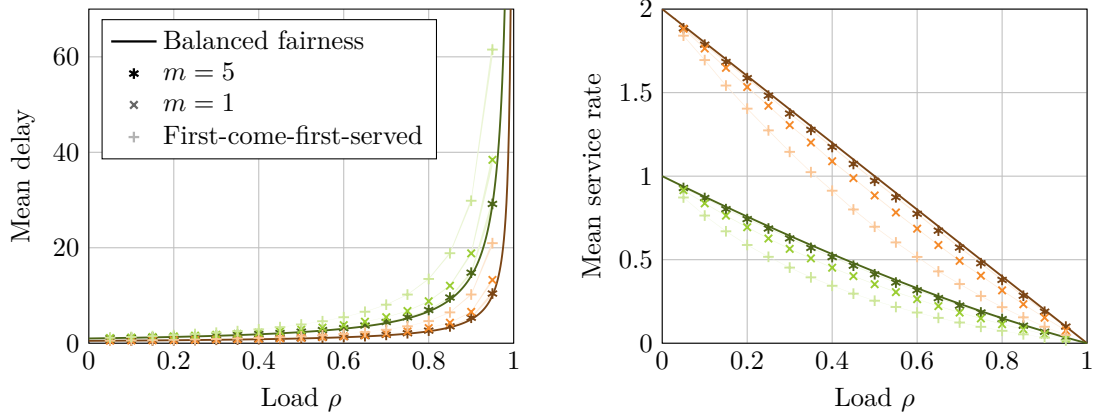 Balanced fairness
m = 5
m = 1
First-come-first-served
Mean delay
60
40
20
0
0 0.2 0.4 0.6 0.8 1
Load ρ
Mean service rate
2
1.5
1
0.5
0
0 0.2 0.4 0.6 0.8 1
Load ρ